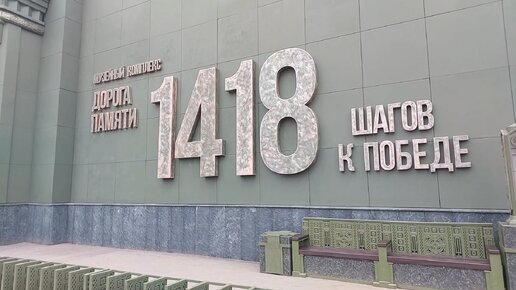 МУЗЕЙНЫЙ КОМПЛЕКС
ДОРОГА
ПАМЯТИ
1418
ШАГОВ
К ПОБЕДЕ